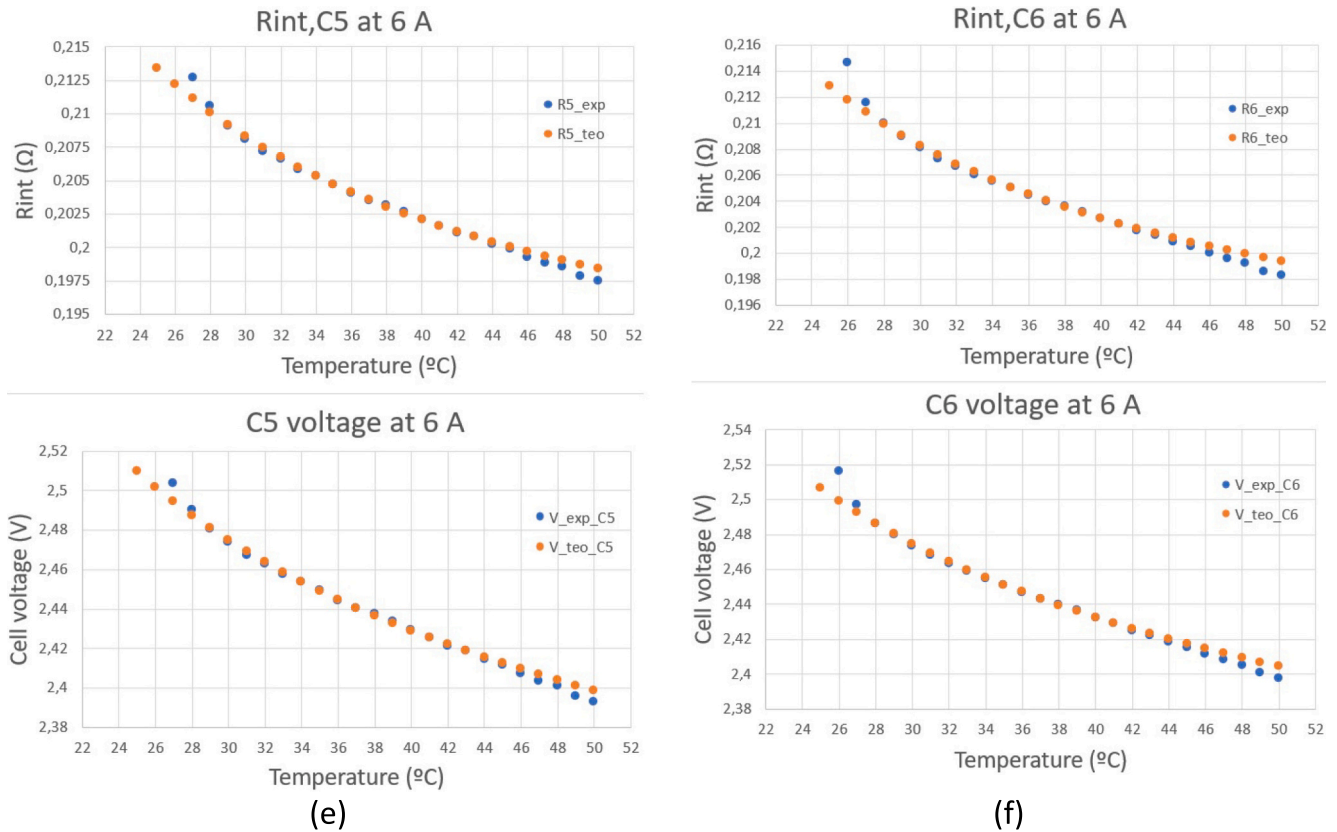 Rint,C5 at 6 A
0,215
0,2125
0,21
0,2075
0,205
0,2025
0,2
0,1975
0,195
Rint (Ω)
R5_exp
R5_teo
22 24 26 28 30 32 34 36 38 40 42 44 46 48 50 52
Temperature (ºC)
Rint,C6 at 6 A
0,216
0,214
0,212
0,21
0,208
0,206
0,204
0,202
0,2
0,198
0,196
Rint (Ω)
R6_exp
R6_teo
22 24 26 28 30 32 34 36 38 40 42 44 46 48 50 52
Temperature (ºC)
C5 voltage at 6 A
2,52
2,5
2,48
2,46
2,44
2,42
2,4
2,38
Cell voltage (V)
V_exp_C5
V_teo_C5
22 24 26 28 30 32 34 36 38 40 42 44 46 48 50 52
Temperature (ºC)
(e)
C6 voltage at 6 A
2,54
2,52
2,5
2,48
2,46
2,44
2,42
2,4
2,38
Cell voltage (V)
V_exp_C6
V_teo_C6
22 24 26 28 30 32 34 36 38 40 42 44 46 48 50 52
Temperature (ºC)
(f)